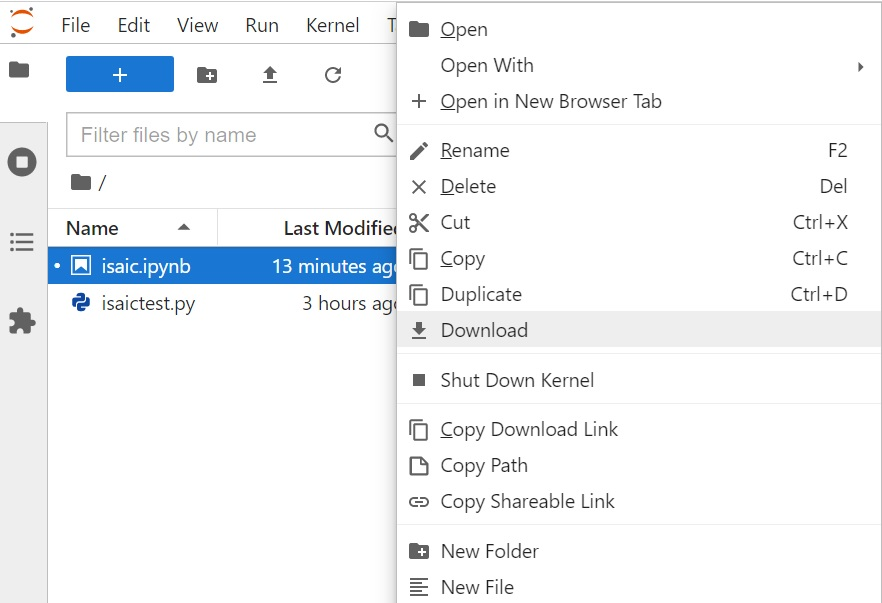 File Edit View Run Kernel T
Filter files by name
/
Name Last Modified
isaic.ipynb 13 minutes ago
isaictest.py 3 hours ago
Open
Open With
Open in New Browser Tab
Rename F2
Delete Del
Cut Ctrl+X
Copy Ctrl+C
Duplicate Ctrl+D
Download
Shut Down Kernel
Copy Download Link
Copy Path
Copy Shareable Link
New Folder
New File